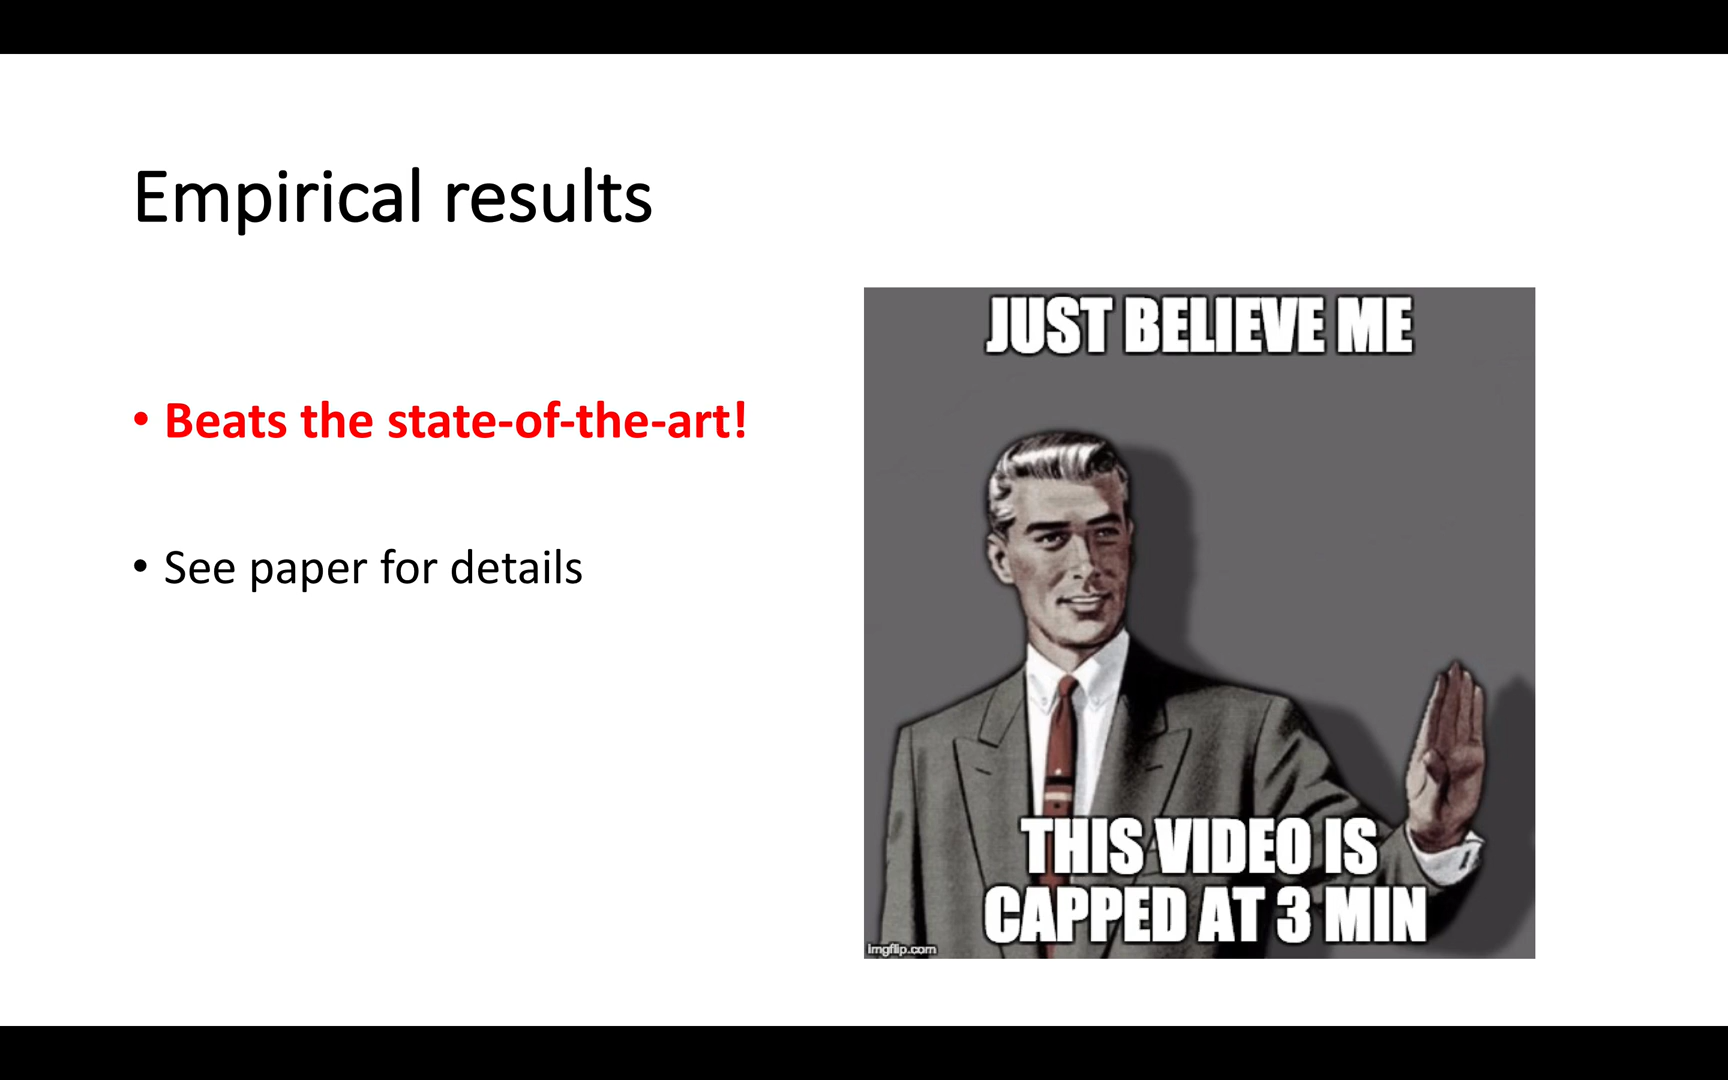 Empirical results
• Beats the state-of-the-art!
• See paper for details
JUST BELIEVE ME
THIS VIDEO IS
CAPPED AT 3 MIN
imgflip.com